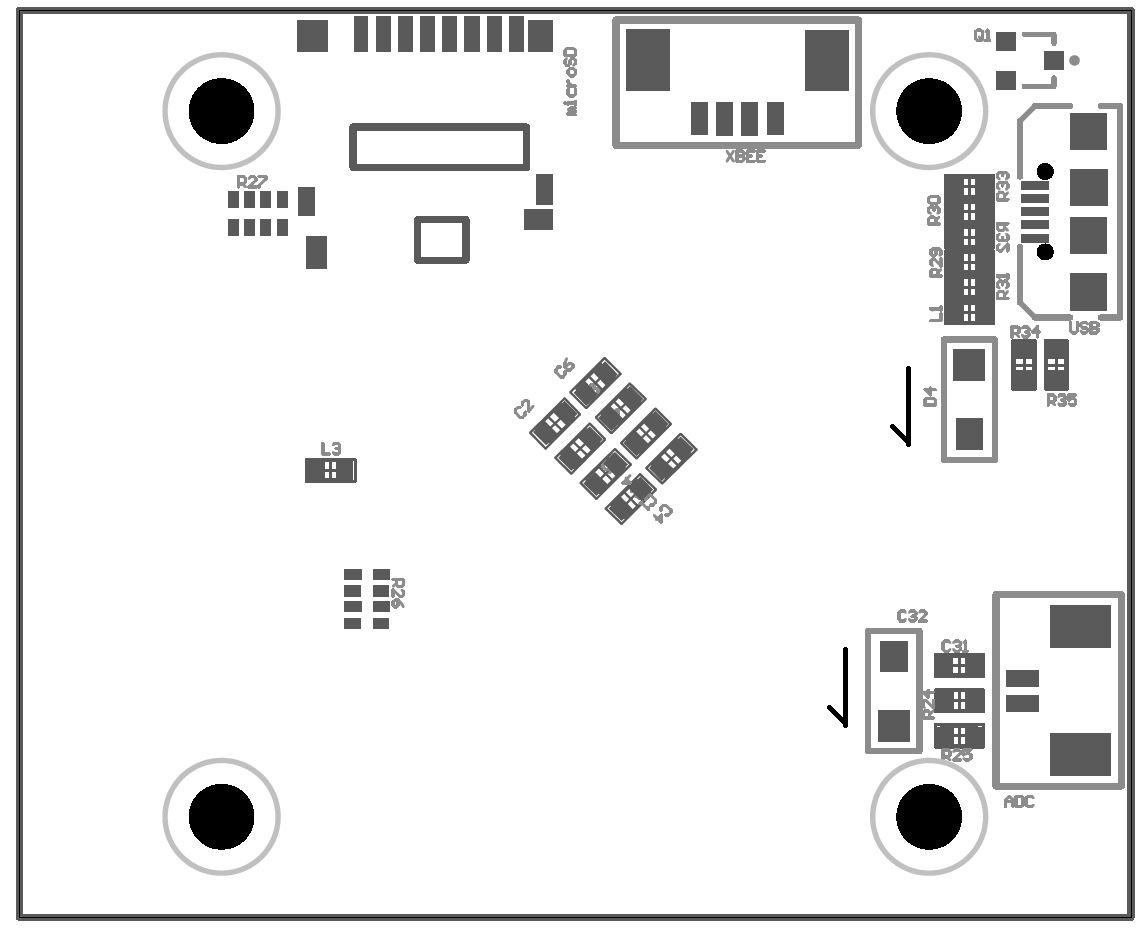 Q1
microSD
XBEE
R27
R33
R30
R32
R29
R31
L1
USB
R34
D4
R35
C6
C2
L3
C4
R26
C32
C31
R24
R25
ADC